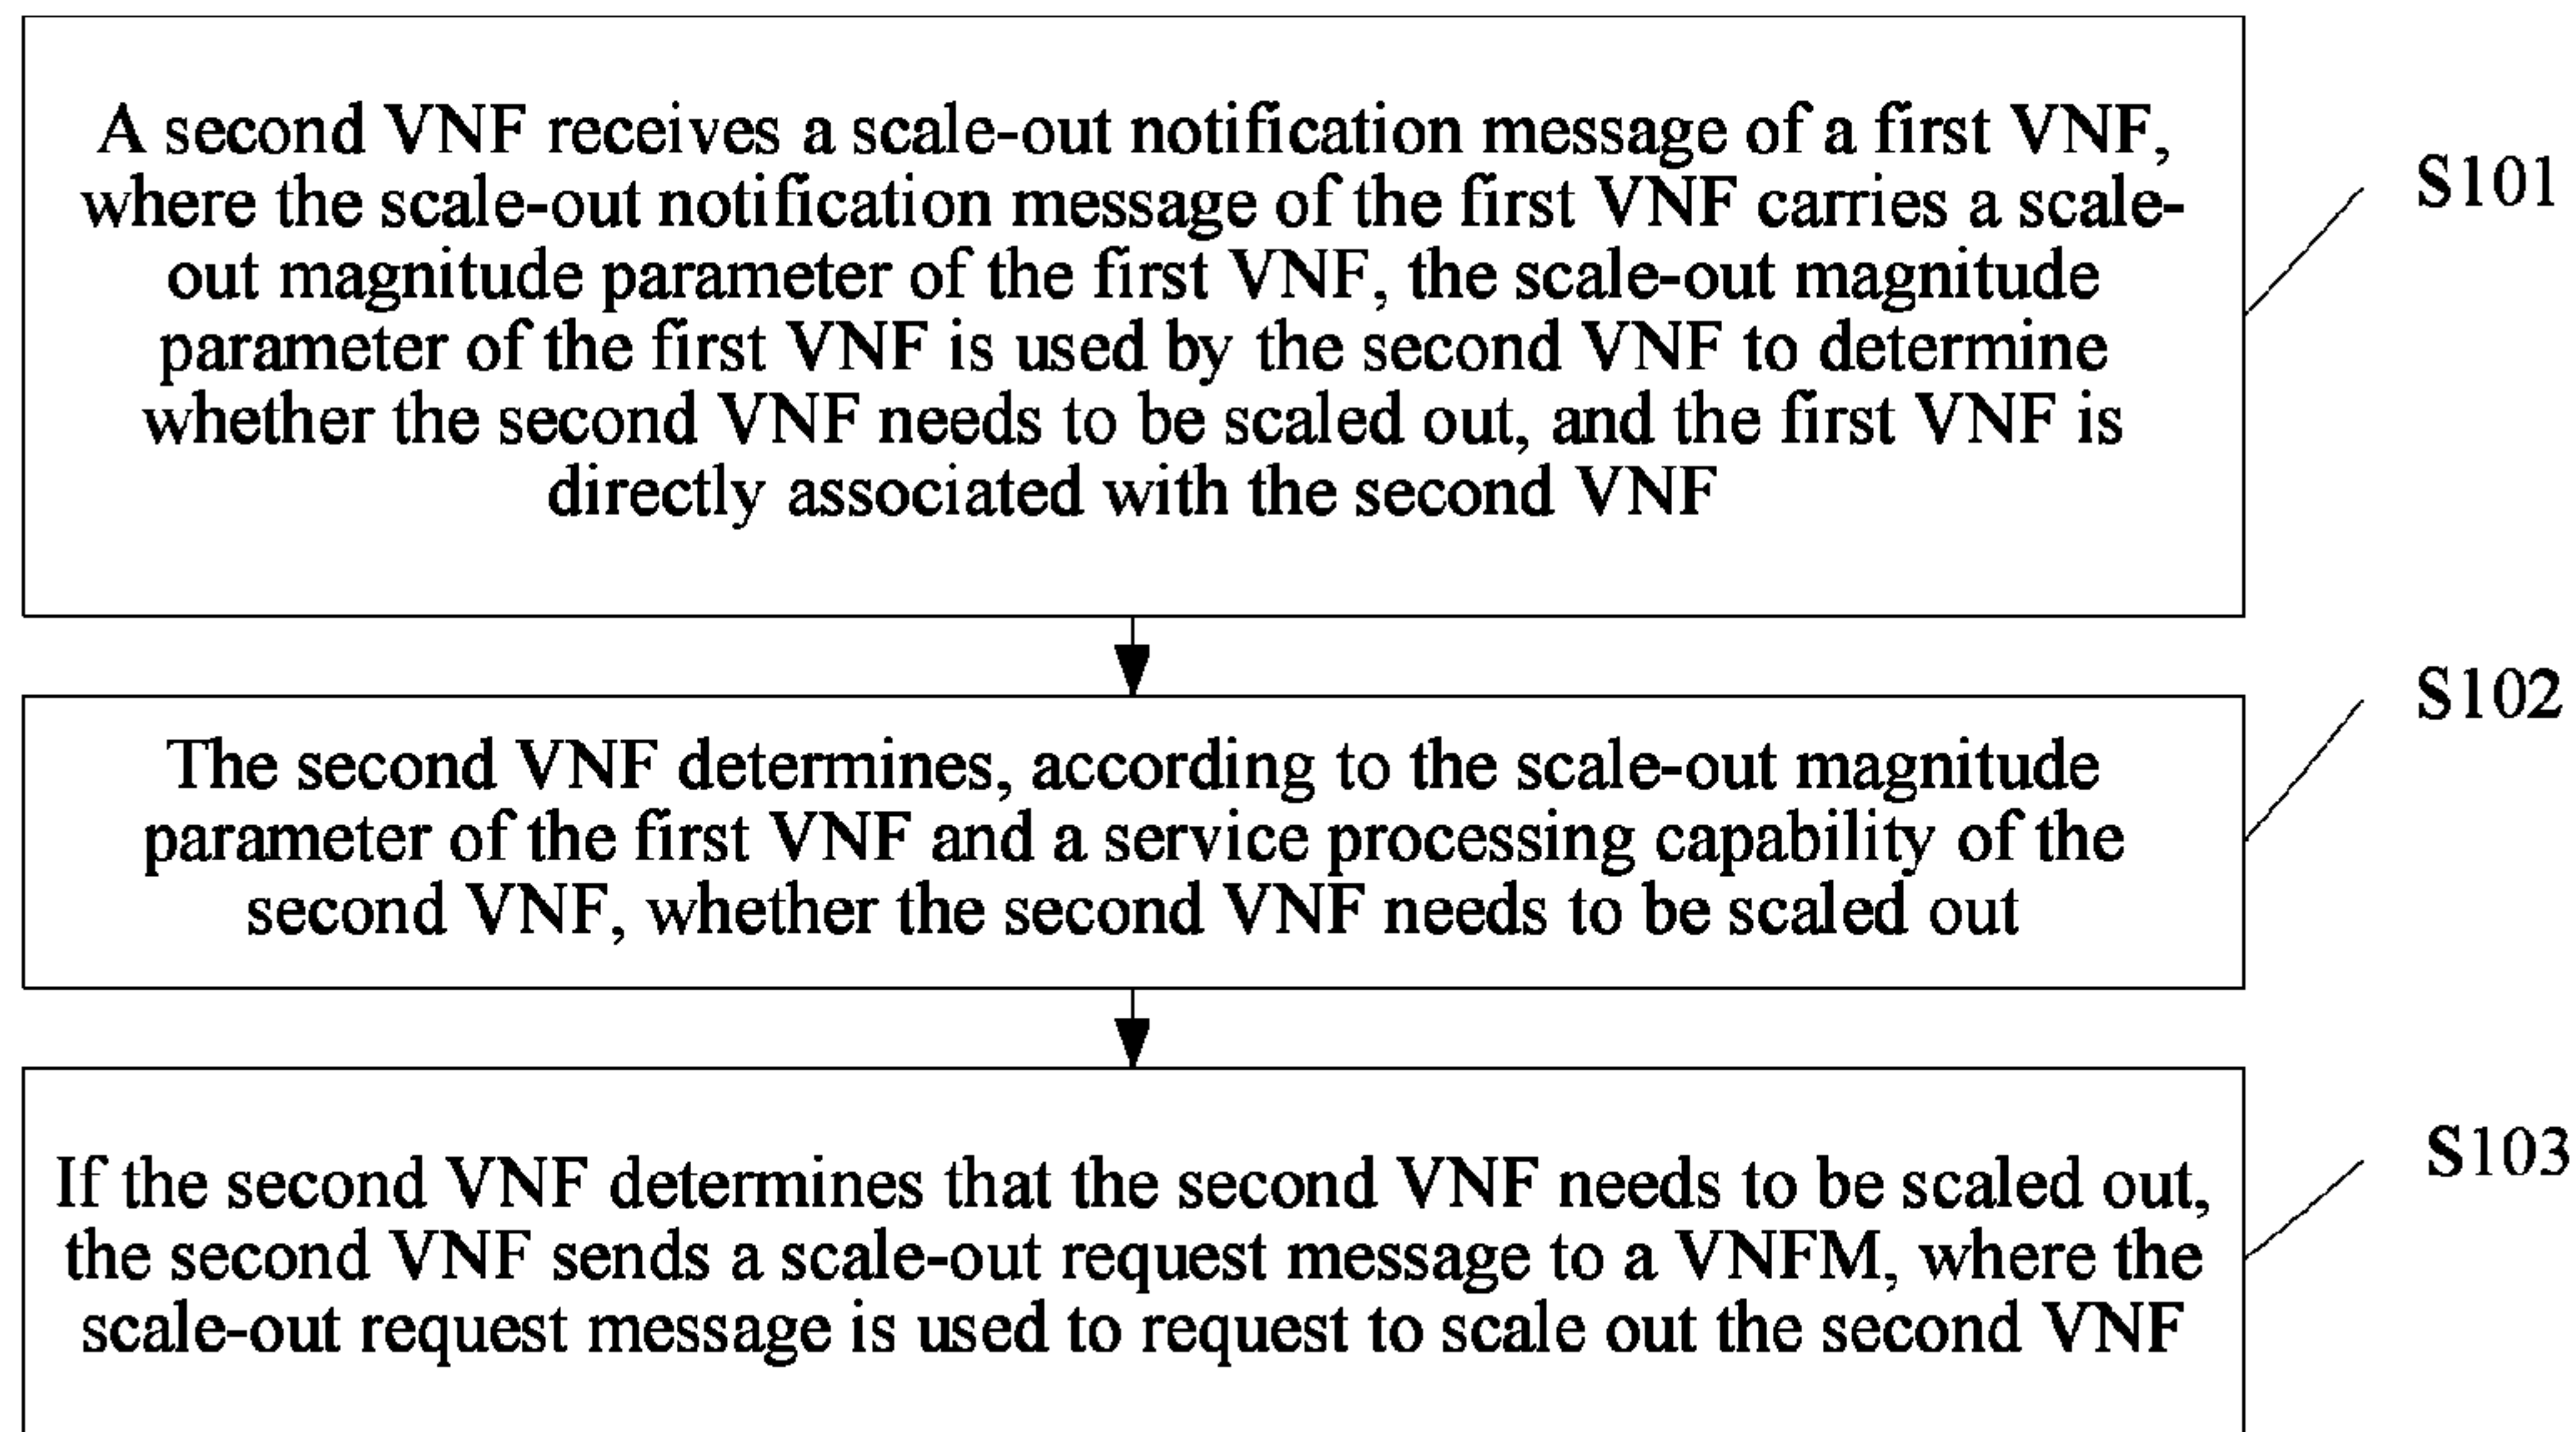 A second VNF receives a scale-out notification message of a first VNF,
where the scale-out notification message of the first VNF carries a scale-
out magnitude parameter of the first VNF, the scale-out magnitude
parameter of the first VNF is used by the second VNF to determine
whether the second VNF needs to be scaled out, and the first VNF is
directly associated with the second VNF
S101
The second VNF determines, according to the scale-out magnitude
parameter of the first VNF and a service processing capability of the
second VNF, whether the second VNF needs to be scaled out
S102
If the second VNF determines that the second VNF needs to be scaled out,
the second VNF sends a scale-out request message to a VNFM, where the
scale-out request message is used to request to scale out the second VNF
S103